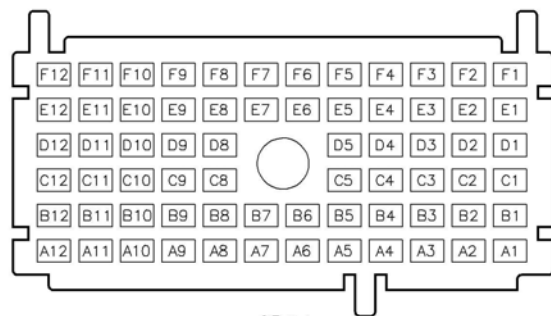 F12 F11 F10 F9 F8 F7 F6 F5 F4 F3 F2 F1
E12 E11 E10 E9 E8 E7 E6 E5 E4 E3 E2 E1
D12 D11 D10 D9 D8 D5 D4 D3 D2 D1
C12 C11 C10 C9 C8 C5 C4 C3 C2 C1
B12 B11 B10 B9 B8 B7 B6 B5 B4 B3 B2 B1
A12 A11 A10 A9 A8 A7 A6 A5 A4 A3 A2 A1